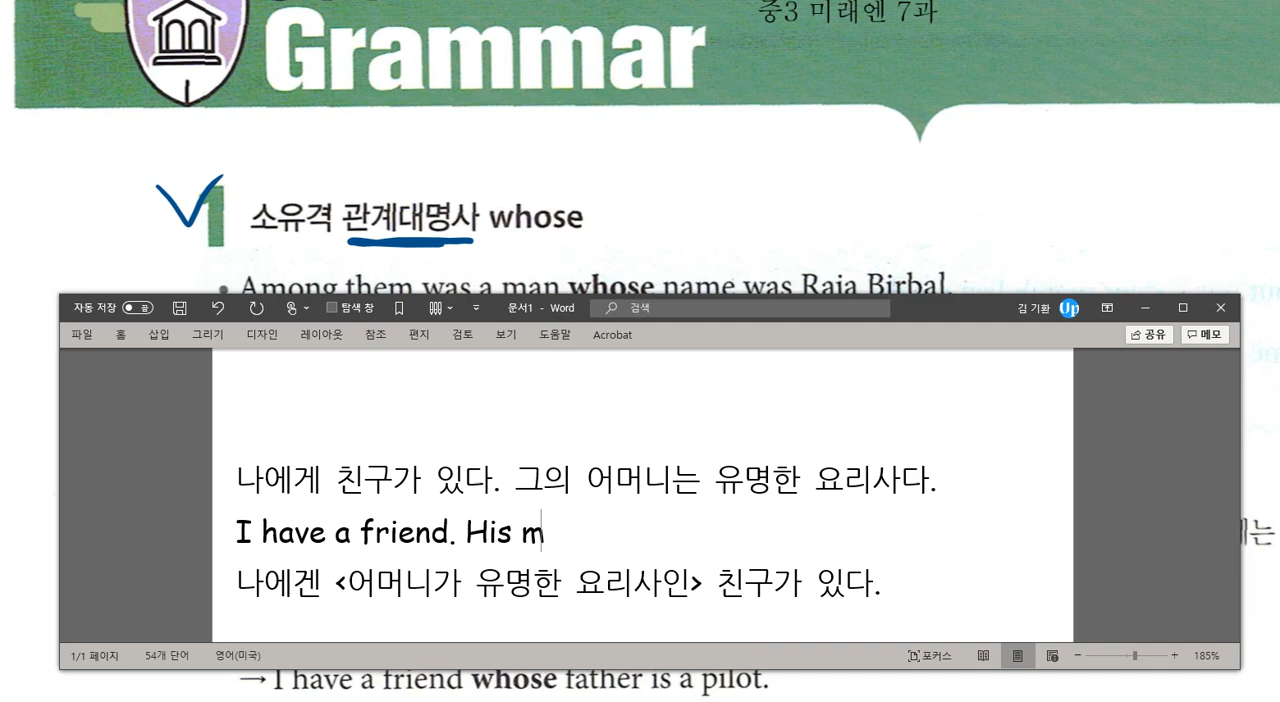 중3 미래엔 7과
Grammar
1 소유격 관계대명사 whose
• Among them was a man whose name was Raja Birbal.
자동 저장 끔 탐색 창 문서1 - Word 검색 김 기환 Up
파일 홈 삽입 그리기 디자인 레이아웃 참조 편지 검토 보기 도움말 Acrobat 공유 메모
나에게 친구가 있다. 그의 어머니는 유명한 요리사다.
I have a friend. His m
나에겐 <어머니가 유명한 요리사인> 친구가 있다.
1/1 페이지 54개 단어 영어(미국) 포커스 185%
→ I have a friend whose father is a pilot.